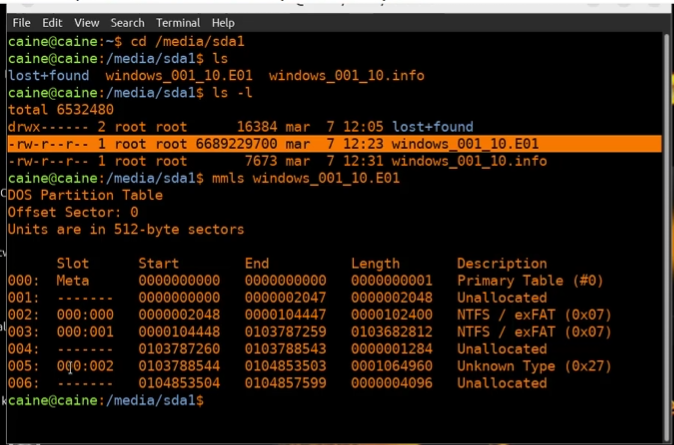 File Edit View Search Terminal Help
caine@caine:~$ cd /media/sda1
caine@caine:/media/sda1$ ls
lost+found  windows_001_10.E01  windows_001_10.info
caine@caine:/media/sda1$ ls -l
total 6532480
drwx------ 2 root root      16384 mar  7 12:05 lost+found
-rw-r--r-- 1 root root 6689229700 mar  7 12:23 windows_001_10.E01
-rw-r--r-- 1 root root       7673 mar  7 12:31 windows_001_10.info
caine@caine:/media/sda1$ mmls windows_001_10.E01
DOS Partition Table
Offset Sector: 0
Units are in 512-byte sectors
      Slot      Start        End          Length       Description
000:  Meta      0000000000   0000000000   0000000001   Primary Table (#0)
001:  -------   0000000000   0000002047   0000002048   Unallocated
002:  000:000   0000002048   0000104447   0000102400   NTFS / exFAT (0x07)
003:  000:001   0000104448   0103787259   0103682812   NTFS / exFAT (0x07)
004:  -------   0103787260   0103788543   0000001284   Unallocated
005:  000:002   0103788544   0104853503   0001064960   Unknown Type (0x27)
006:  -------   0104853504   0104857599   0000004096   Unallocated
caine@caine:/media/sda1$